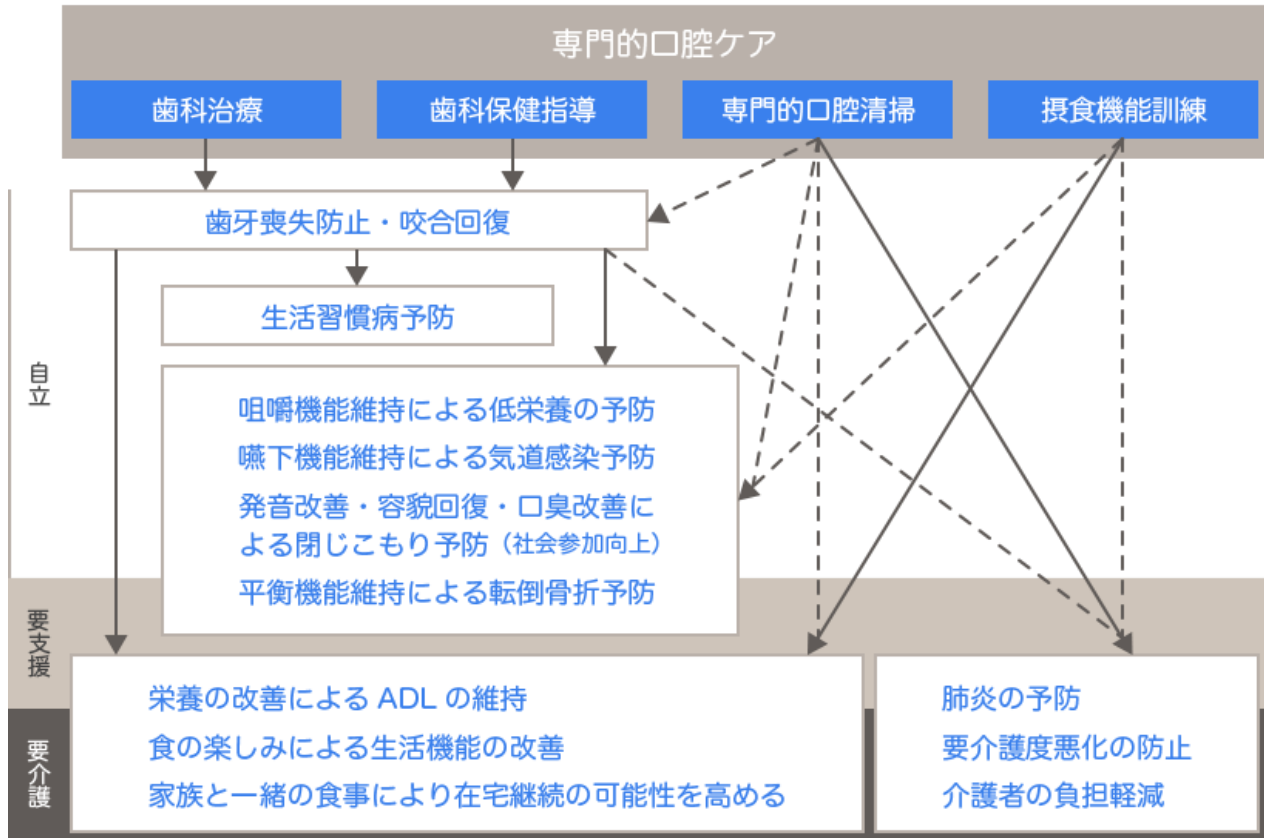 専門的口腔ケア
歯科治療
歯科保健指導
専門的口腔清掃
摂食機能訓練
歯牙喪失防止・咬合回復
生活習慣病予防
自立
咀嚼機能維持による低栄養の予防
嚥下機能維持による気道感染予防
発音改善・容貌回復・口臭改善に
よる閉じこもり予防（社会参加向上）
平衡機能維持による転倒骨折予防
要支援
要介護
栄養の改善による ADL の維持
食の楽しみによる生活機能の改善
家族と一緒の食事により在宅継続の可能性を高める
肺炎の予防
要介護度悪化の防止
介護者の負担軽減